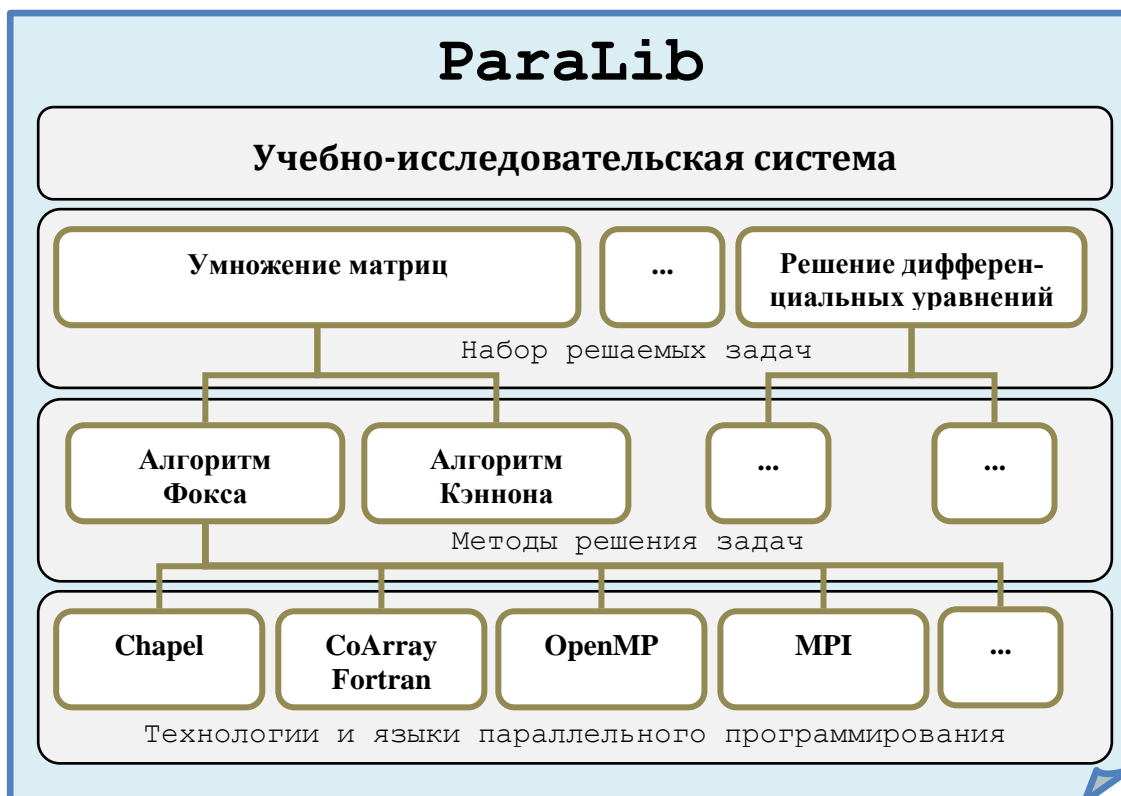 ParaLib
Учебно-исследовательская система
Умножение матриц
...
Решение дифферен-
циальных уравнений
Набор решаемых задач
Алгоритм
Фокса
Алгоритм
Кэннона
...
...
Методы решения задач
Chapel
CoArray
Fortran
OpenMP
MPI
...
Технологии и языки параллельного программирования